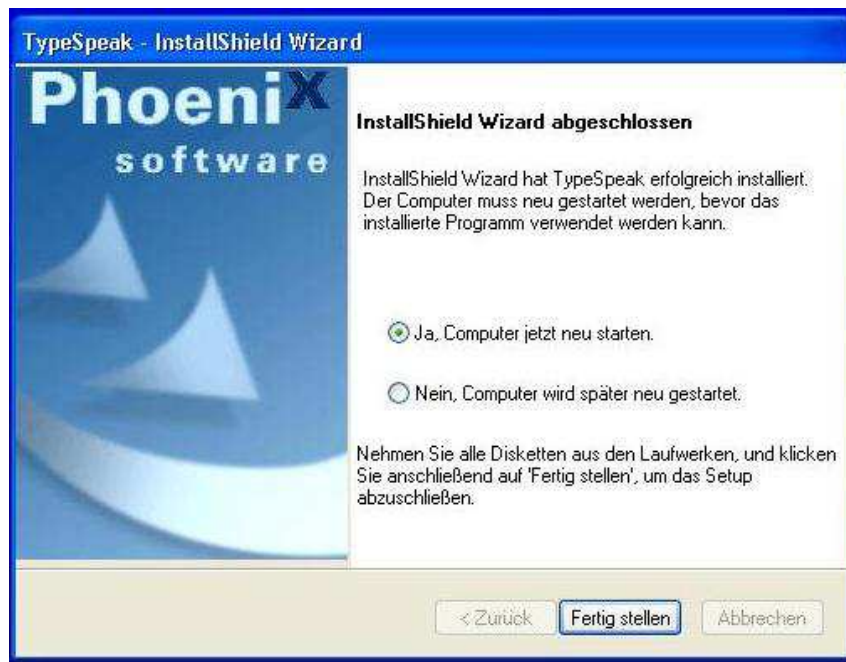 TypeSpeak - InstallShield Wizard
Phoenix
software
InstallShield Wizard abgeschlossen
InstallShield Wizard hat TypeSpeak erfolgreich installiert.
Der Computer muss neu gestartet werden, bevor das
installierte Programm verwendet werden kann.
Ja, Computer jetzt neu starten.
Nein, Computer wird später neu gestartet.
Nehmen Sie alle Disketten aus den Laufwerken, und klicken
Sie anschließend auf 'Fertig stellen', um das Setup
abzuschließen.
< Zurück Fertig stellen Abbrechen